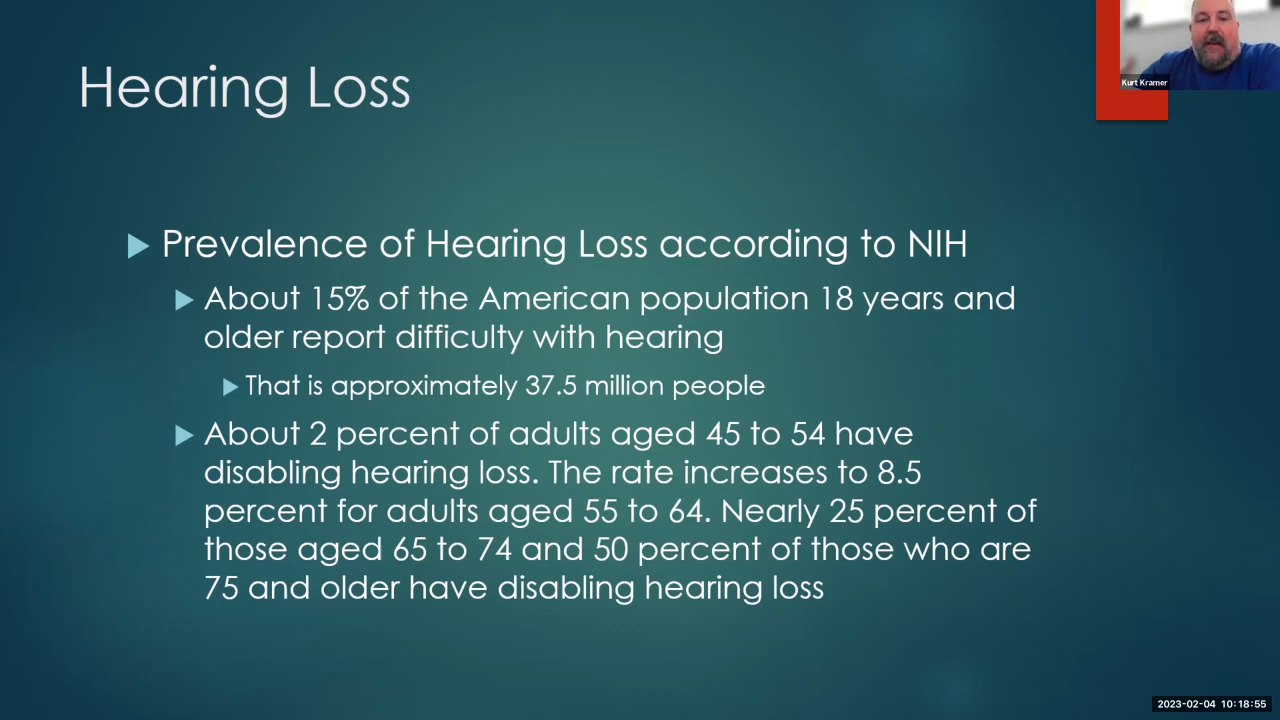 Kurt Kramer
Hearing Loss
Prevalence of Hearing Loss according to NIH
About 15% of the American population 18 years and
older report difficulty with hearing
That is approximately 37.5 million people
About 2 percent of adults aged 45 to 54 have
disabling hearing loss. The rate increases to 8.5
percent for adults aged 55 to 64. Nearly 25 percent of
those aged 65 to 74 and 50 percent of those who are
75 and older have disabling hearing loss
2023-02-04 10:18:55